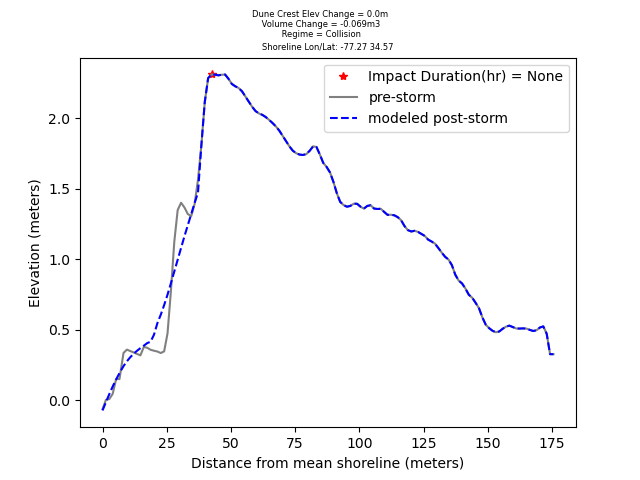 Dune Crest Elev Change = 0.0m
Volume Change = -0.069m3
Regime = Collision
Shoreline Lon/Lat: -77.27 34.57
Impact Duration(hr) = None
pre-storm
modeled post-storm
2.0
1.5
1.0
0.5
0.0
Elevation (meters)
0 25 50 75 100 125 150 175
Distance from mean shoreline (meters)